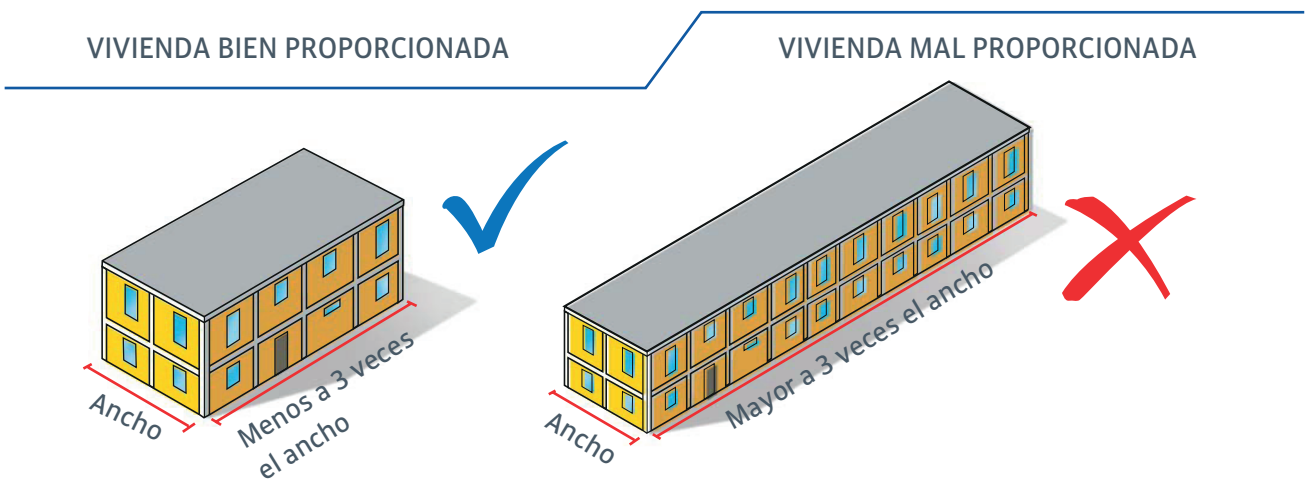 VIVIENDA BIEN PROPORCIONADA
VIVIENDA MAL PROPORCIONADA
Ancho
Menos a 3 veces
el ancho
Ancho
Mayor a 3 veces el ancho